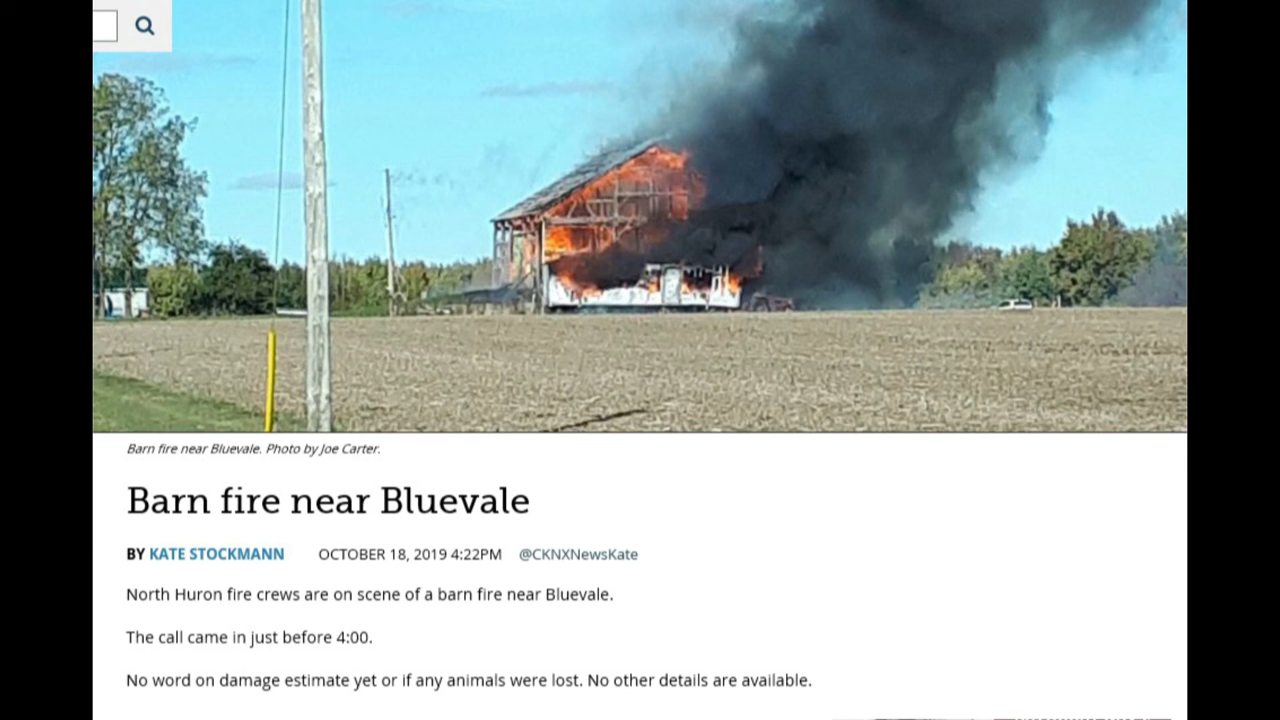 Barn fire near Bluevale. Photo by Joe Carter.
Barn fire near Bluevale
BY KATE STOCKMANN OCTOBER 18, 2019 4:22PM @CKNXNewsKate
North Huron fire crews are on scene of a barn fire near Bluevale.
The call came in just before 4:00.
No word on damage estimate yet or if any animals were lost. No other details are available.